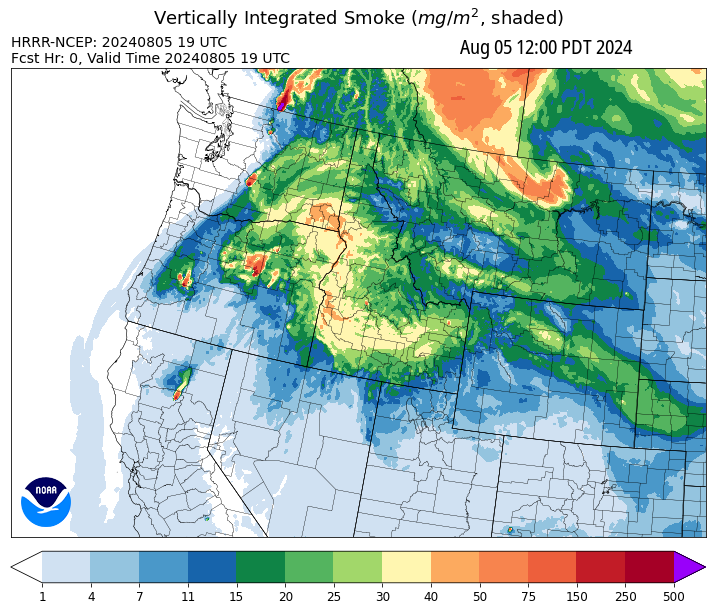 Vertically Integrated Smoke (mg/m², shaded)
HRRR-NCEP: 20240805 19 UTC
Fcst Hr: 0, Valid Time 20240805 19 UTC
Aug 05 12:00 PDT 2024
NOAA
1 4 7 11 15 20 25 30 40 50 75 150 250 500